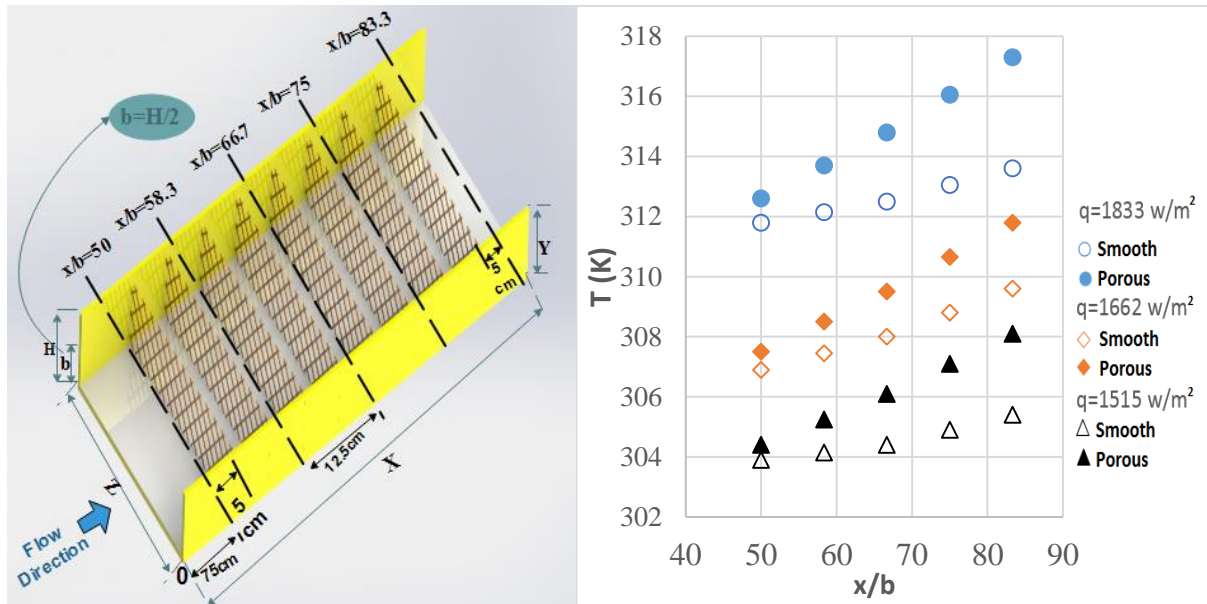 x/b=83.3
x/b=75
x/b=66.7
x/b=58.3
x/b=50
b=H/2
H
b
Y
5
cm
12.5cm
X
Z
5
cm
75cm
0
Flow
Direction
318
316
314
312
310
308
306
304
302
T (K)
40 50 60 70 80 90
x/b
q=1833 w/m²
Smooth
Porous
q=1662 w/m²
Smooth
Porous
q=1515 w/m²
Smooth
Porous